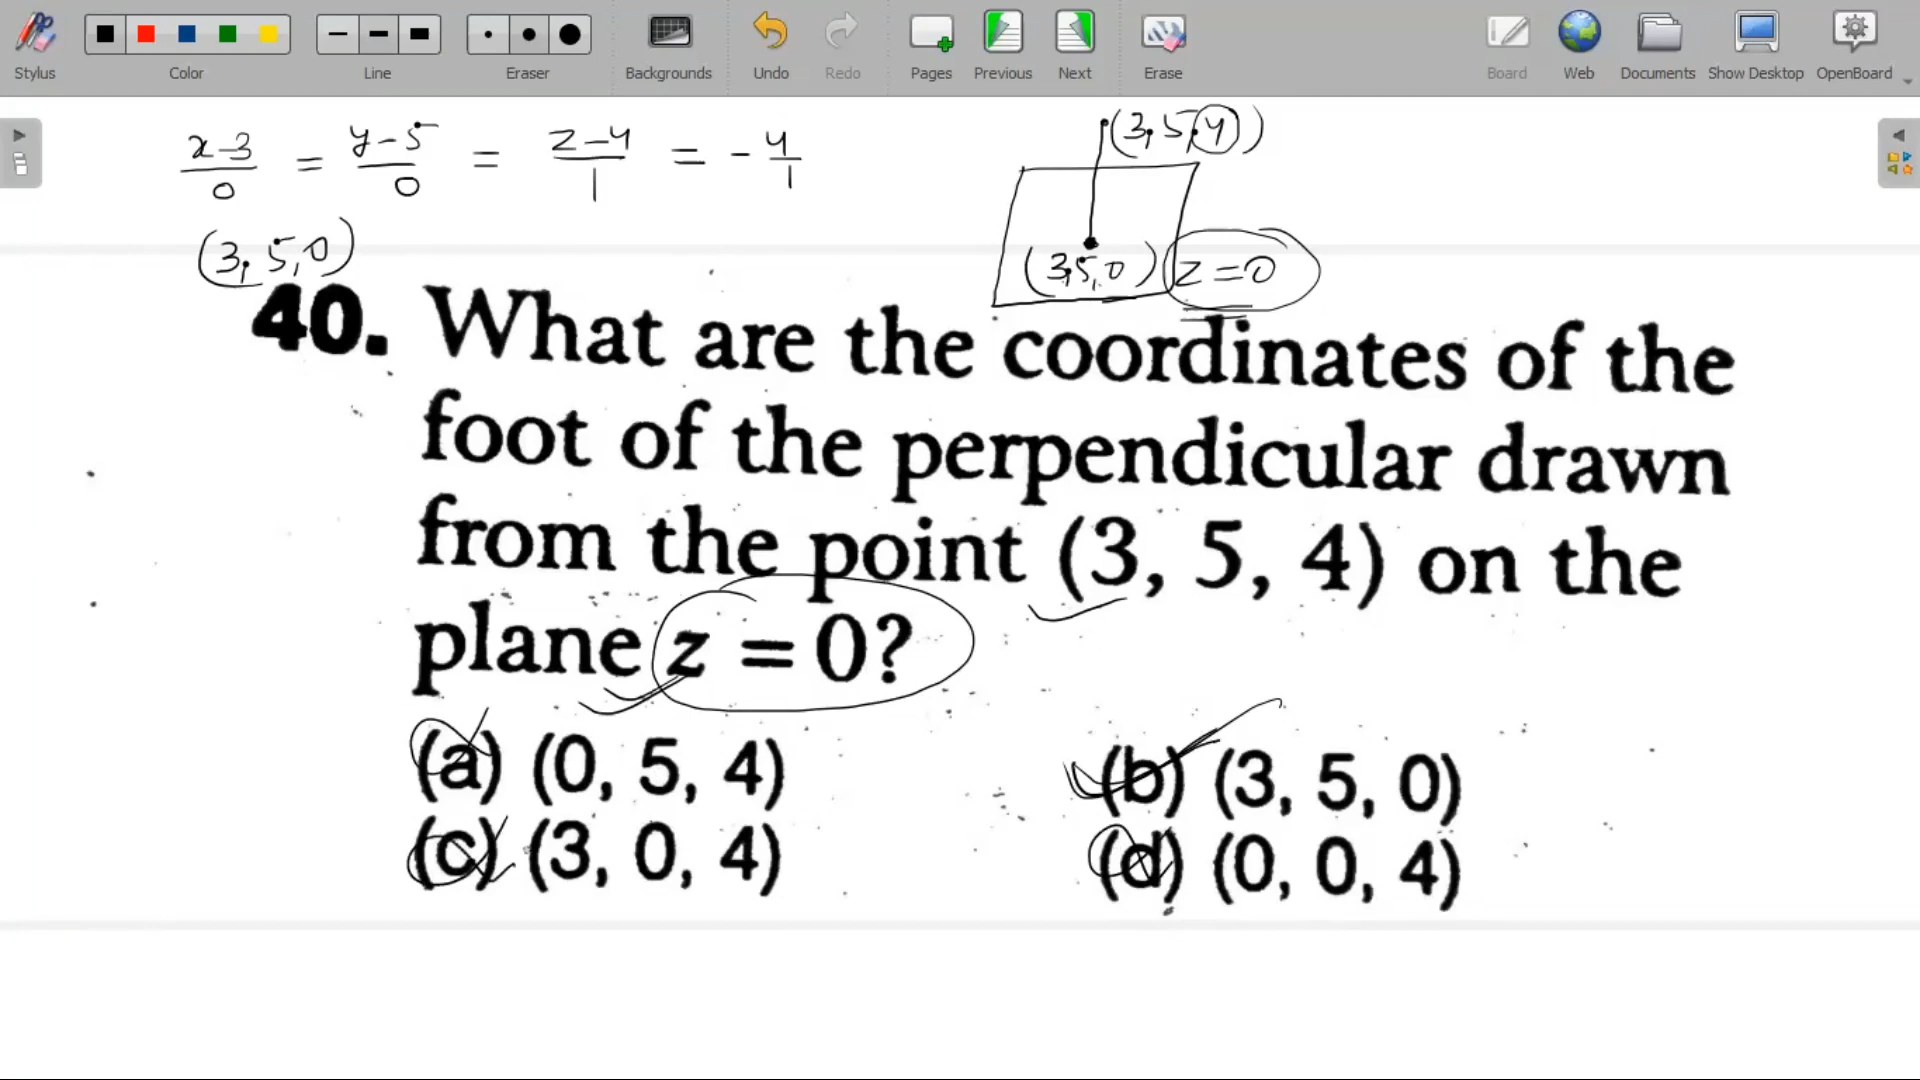 Stylus Color Line Eraser Backgrounds Undo Redo Pages Previous Next Erase Board Web Documents Show Desktop OpenBoard
x-3/0 = y-5/0 = z-4/1 = -4/1
(3,5,4)
(3,5,0)
(3,5,0) z=0
40. What are the coordinates of the
foot of the perpendicular drawn
from the point (3, 5, 4) on the
plane z = 0?
(a) (0, 5, 4) (b) (3, 5, 0)
(c) (3, 0, 4) (d) (0, 0, 4)